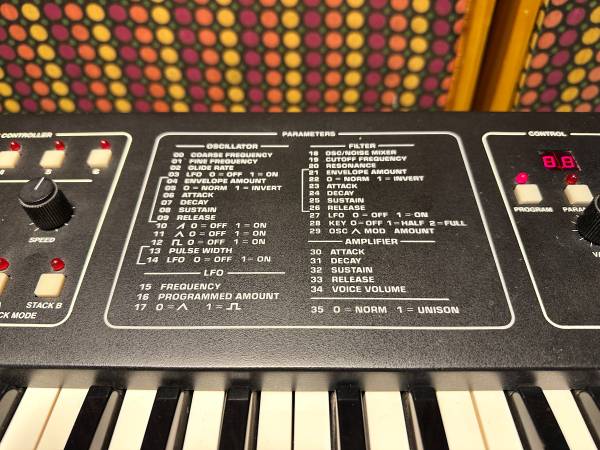 CONTROLLER
SPEED
STACK B
CK MODE
PARAMETERS
OSCILLATOR
00 COARSE FREQUENCY
01 FINE FREQUENCY
02 GLIDE RATE
03 LFO 0 = OFF 1 = ON
04 ENVELOPE AMOUNT
05 0 = NORM 1 = INVERT
06 ATTACK
07 DECAY
08 SUSTAIN
09 RELEASE
10 0 = OFF 1 = ON
11 0 = OFF 1 = ON
12 0 = OFF 1 = ON
13 PULSE WIDTH
14 LFO 0 = OFF 1 = ON
LFO
15 FREQUENCY
16 PROGRAMMED AMOUNT
17 0 = 1 =
FILTER
18 OSC/NOISE MIXER
19 CUTOFF FREQUENCY
20 RESONANCE
21 ENVELOPE AMOUNT
22 0 = NORM 1 = INVERT
23 ATTACK
24 DECAY
25 SUSTAIN
26 RELEASE
27 LFO 0 = OFF 1 = ON
28 KEY 0=OFF 1=HALF 2=FULL
29 OSC MOD AMOUNT
AMPLIFIER
30 ATTACK
31 DECAY
32 SUSTAIN
33 RELEASE
34 VOICE VOLUME
35 0 = NORM 1 = UNISON
CONTROL
PROGRAM
PARAM